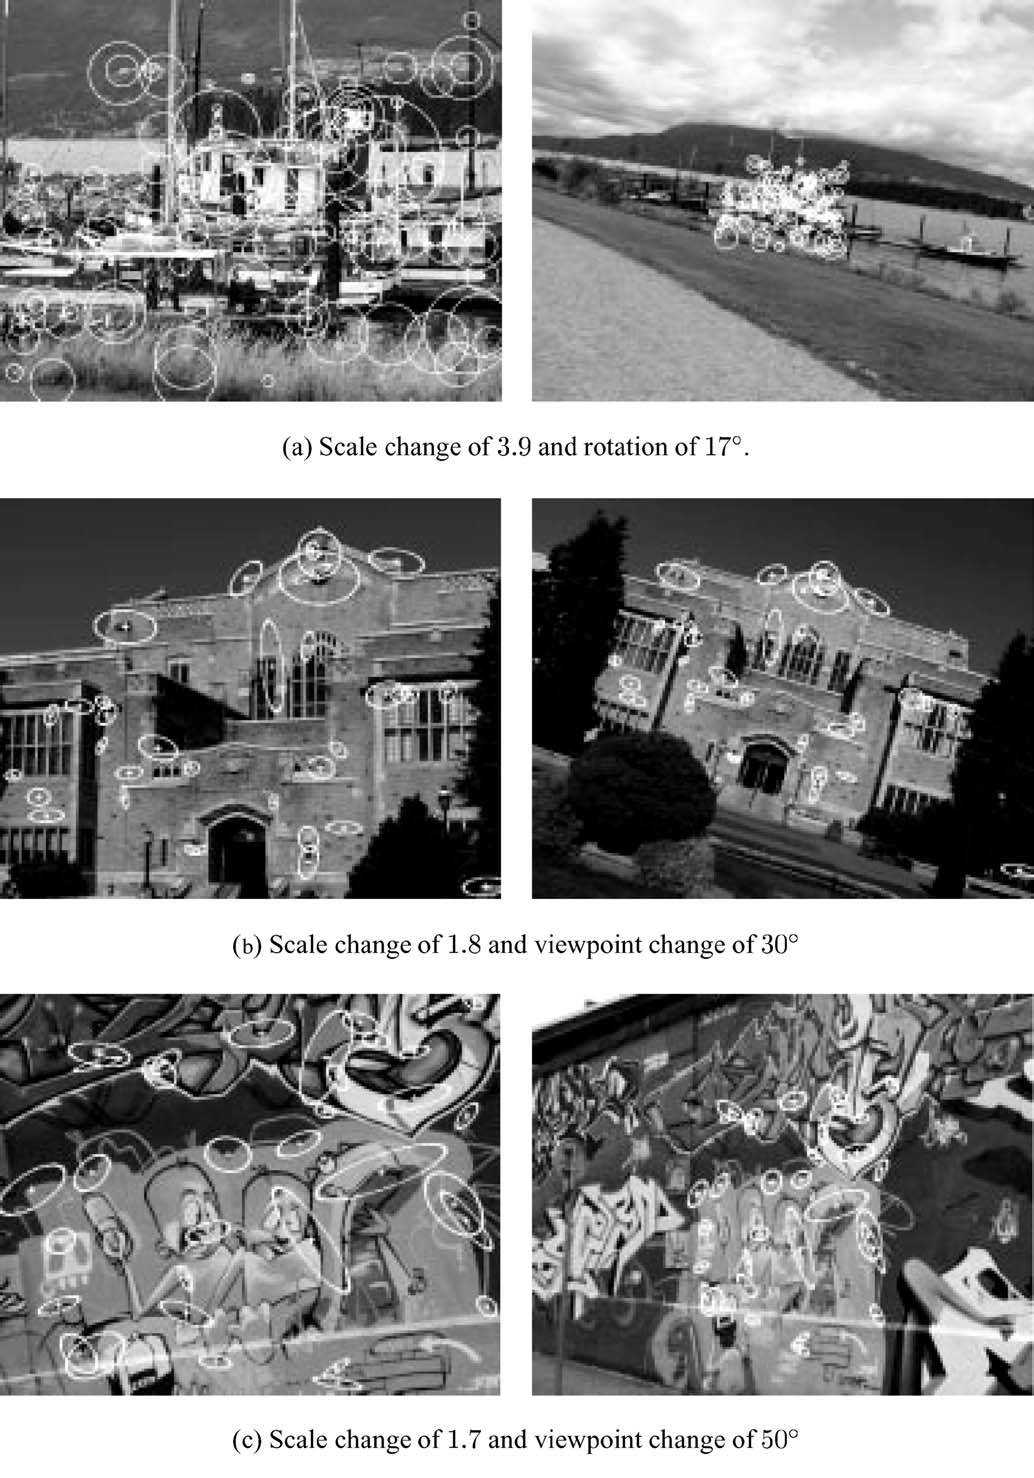 (a) Scale change of 3.9 and rotation of 17°.
(b) Scale change of 1.8 and viewpoint change of 30°
(c) Scale change of 1.7 and viewpoint change of 50°